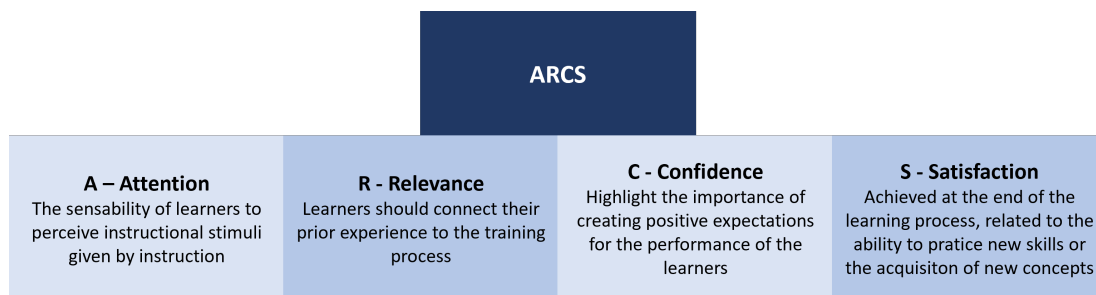 ARCS
A – Attention
The sensability of learners to
perceive instructional stimuli
given by instruction
R - Relevance
Learners should connect their
prior experience to the training
process
C - Confidence
Highlight the importance of
creating positive expectations
for the performance of the
learners
S - Satisfaction
Achieved at the end of the
learning process, related to the
ability to pratice new skills or
the acquisiton of new concepts